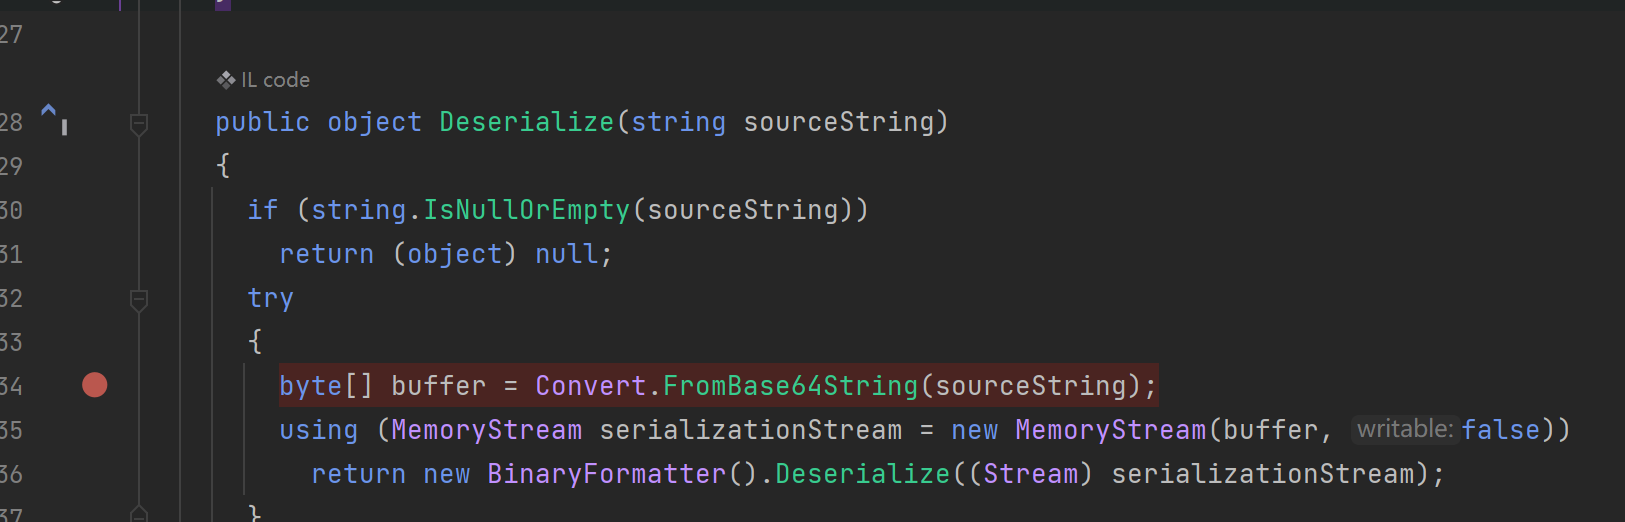 27
IL code
28 public object Deserialize(string sourceString)
29 {
30 if (string.IsNullOrEmpty(sourceString))
31 return (object) null;
32 try
33 {
34 byte[] buffer = Convert.FromBase64String(sourceString);
35 using (MemoryStream serializationStream = new MemoryStream(buffer, writable: false))
36 return new BinaryFormatter().Deserialize((Stream) serializationStream);
37 }